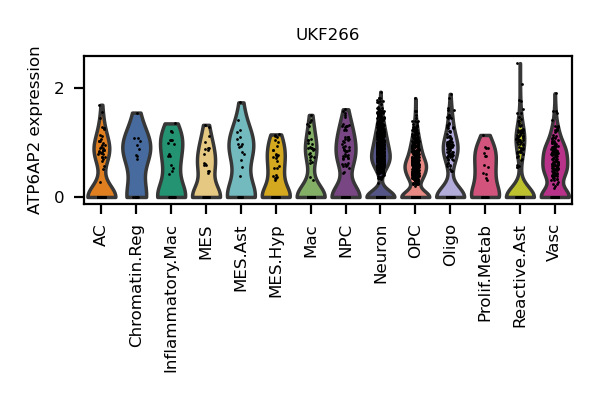 UKF266
ATP6AP2 expression
2
0
AC
Chromatin.Reg
Inflammatory.Mac
MES
MES.Ast
MES.Hyp
Mac
NPC
Neuron
OPC
Oligo
Prolif.Metab
Reactive.Ast
Vasc